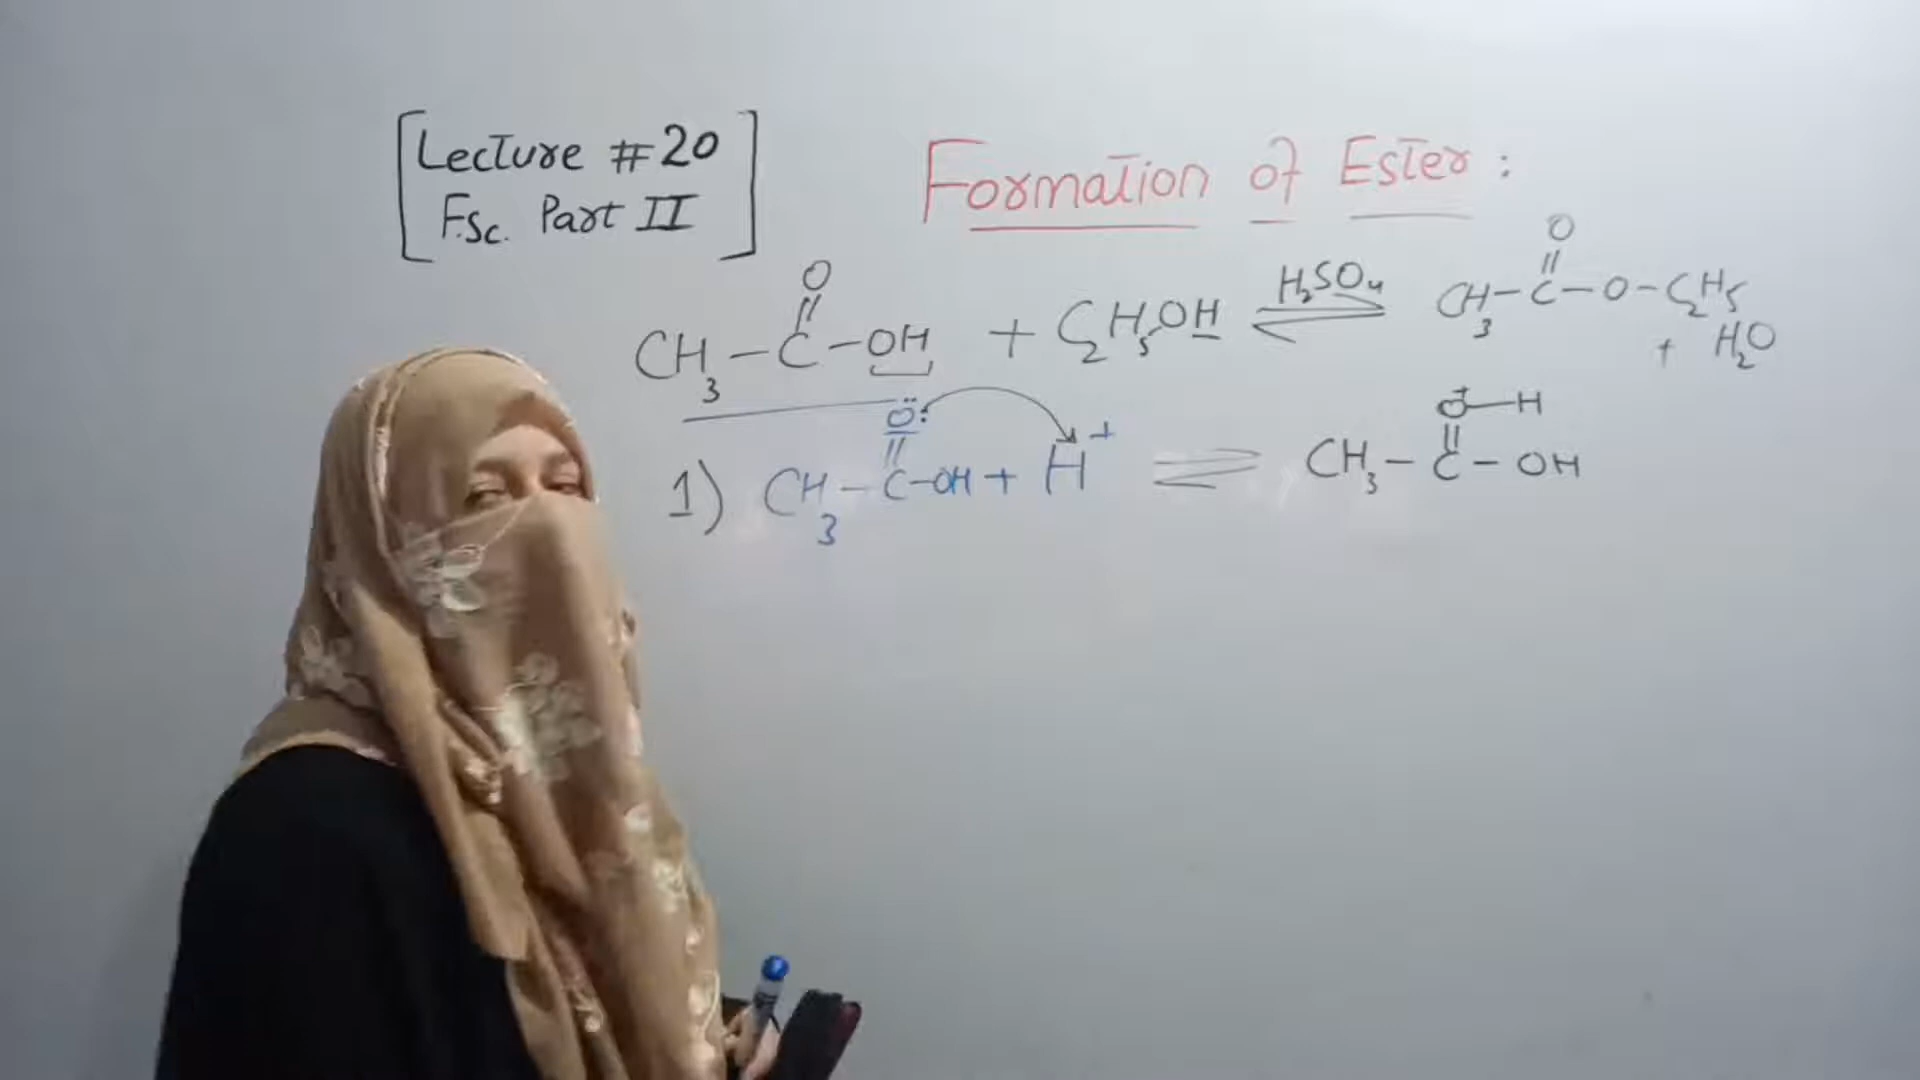 Lecture #20
F.Sc. Part II
Formation of Ester:
O
||
CH₃ – C – OH + C₂H₅OH ⇌ H₂SO₄ CH₃ – C – O – C₂H₅
O
||
+ H₂O
Ö:
||
1) CH₃ – C – OH + H⁺ ⇌ CH₃ – C – OH
O⁺ – H
||